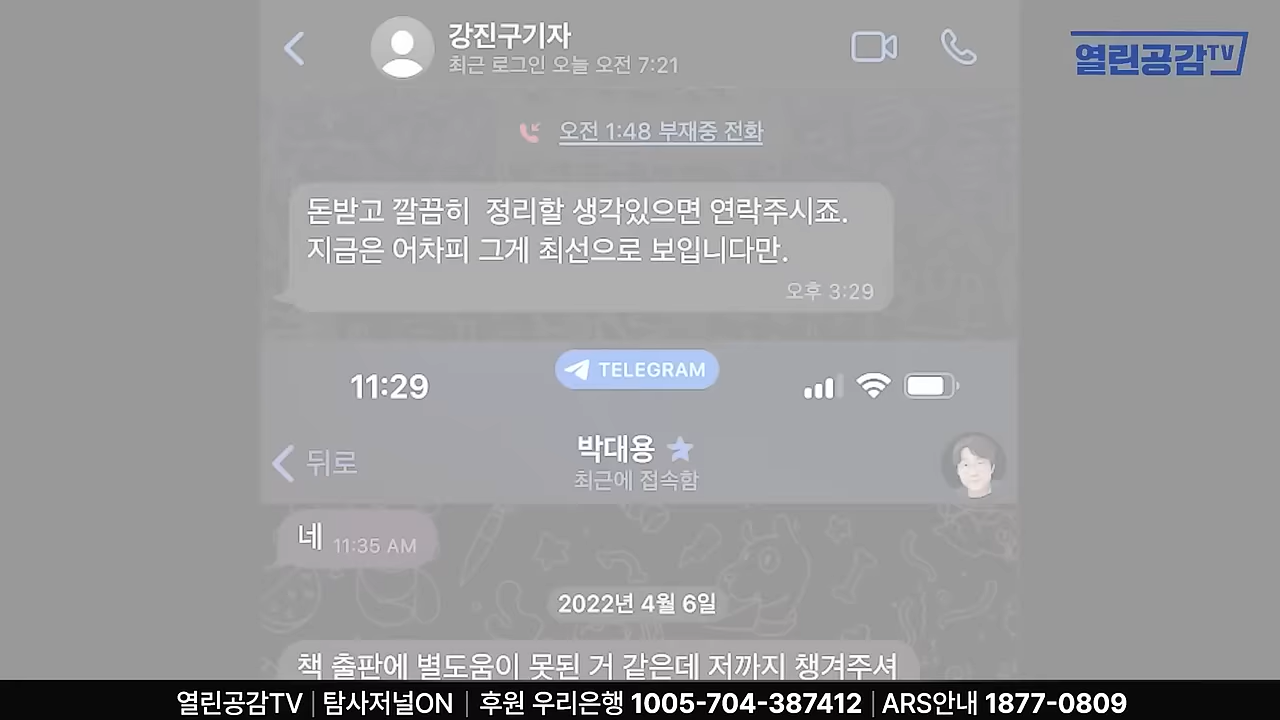 강진구기자
최근 로그인 오늘 오전 7:21
열린공감TV
오전 1:48 부재중 전화
돈받고 깔끔히 정리할 생각있으면 연락주시죠.
지금은 어차피 그게 최선으로 보입니다만.
오후 3:29
TELEGRAM
11:29
뒤로
박대용
최근에 접속함
네 11:35 AM
2022년 4월 6일
책 출판에 별도움이 못된 거 같은데 저까지 챙겨주셔
열린공감TV | 탐사저널ON | 후원 우리은행 1005-704-387412 | ARS안내 1877-0809